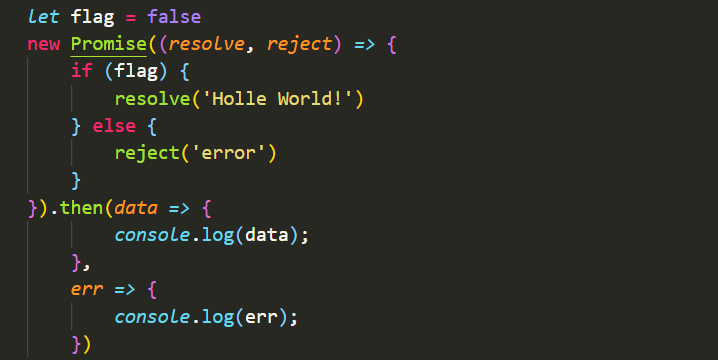 let flag = false
new Promise((resolve, reject) => {
    if (flag) {
        resolve('Holle World!')
    } else {
        reject('error')
    }
}).then(data => {
        console.log(data);
    },
    err => {
        console.log(err);
    })